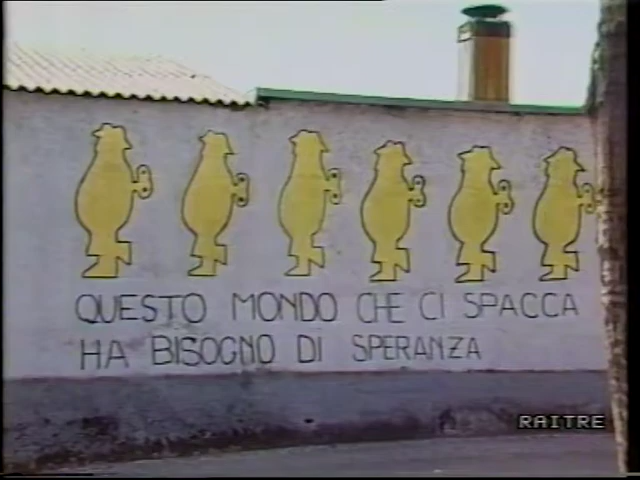 QUESTO MONDO CHE CI SPACCA
HA BISOGNO DI SPERANZA
RAITRE